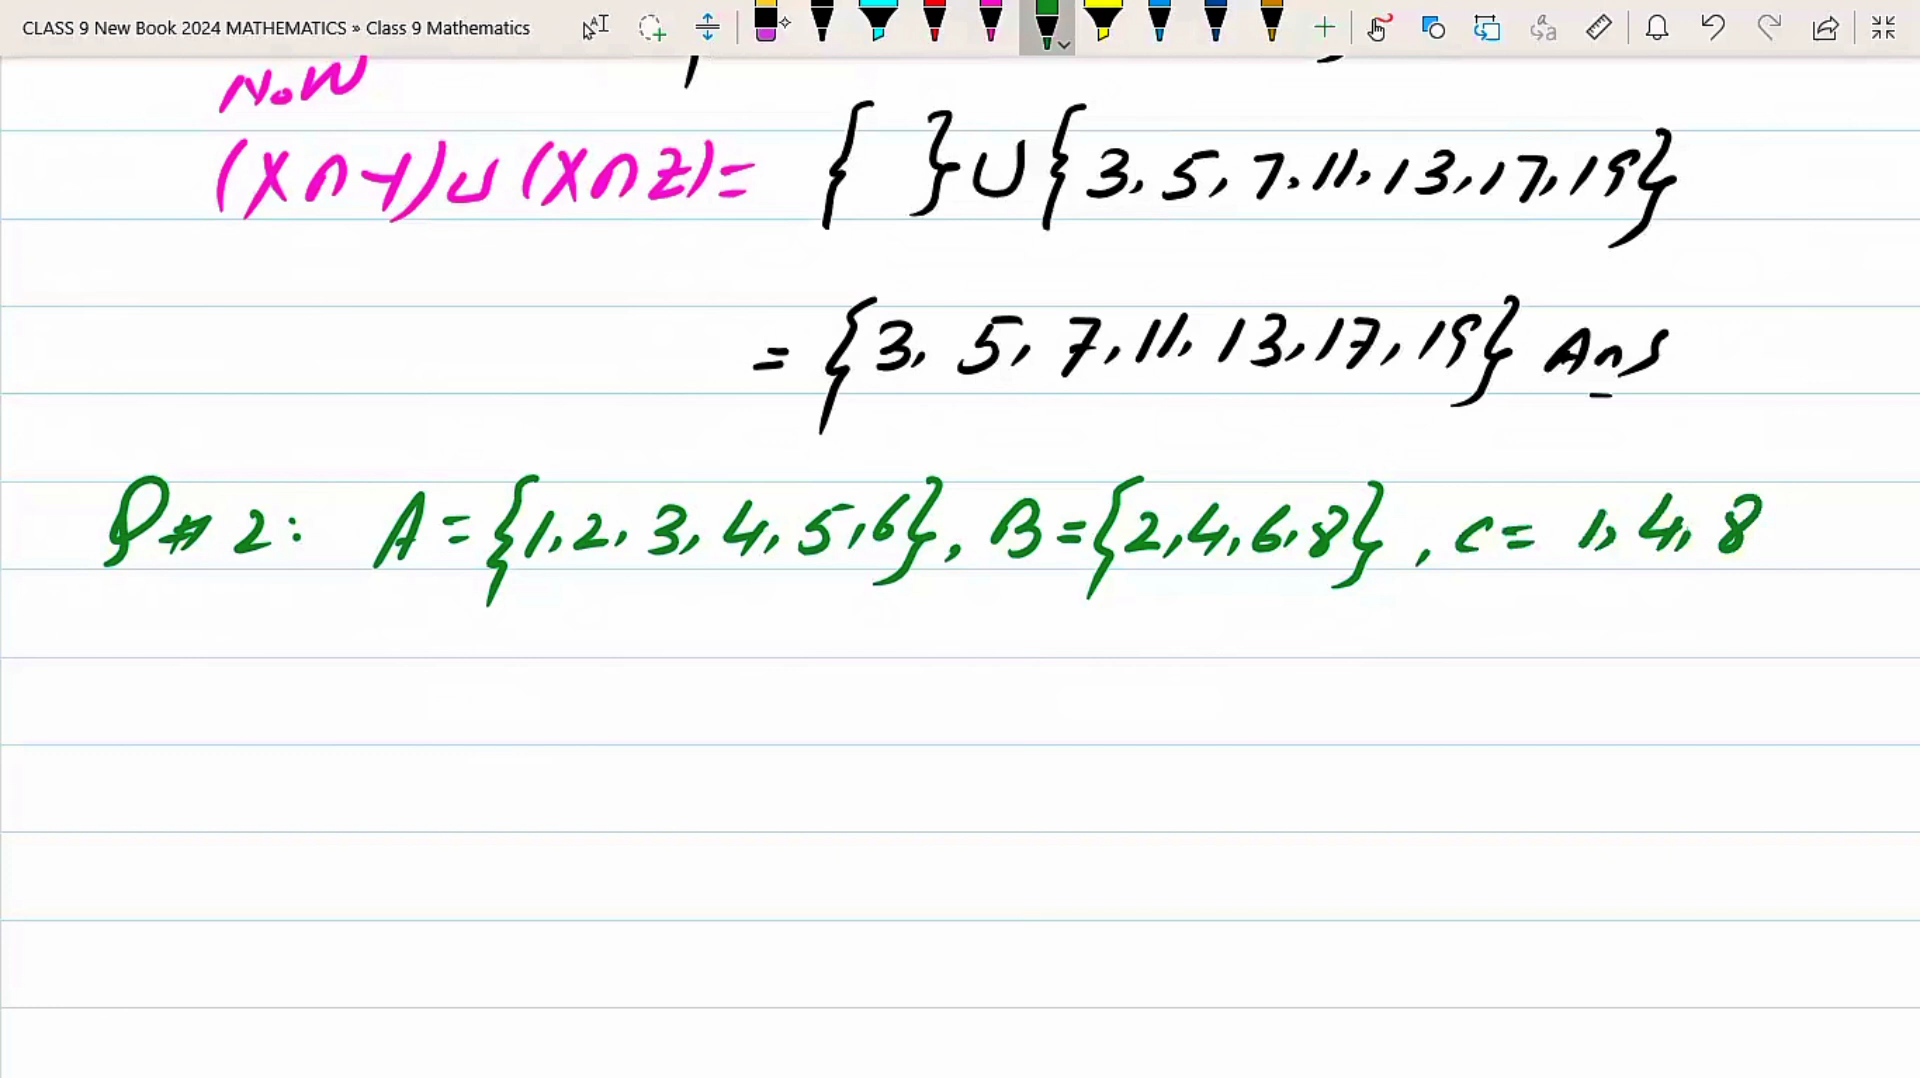 CLASS 9 New Book 2024 MATHEMATICS » Class 9 Mathematics
Now
(X∩Y)∪(X∩Z)= { }∪{3, 5, 7, 11, 13, 17, 19}
= {3, 5, 7, 11, 13, 17, 19} Ans
Q# 2: A={1,2,3,4,5,6}, B={2,4,6,8}, C= 1,4,8